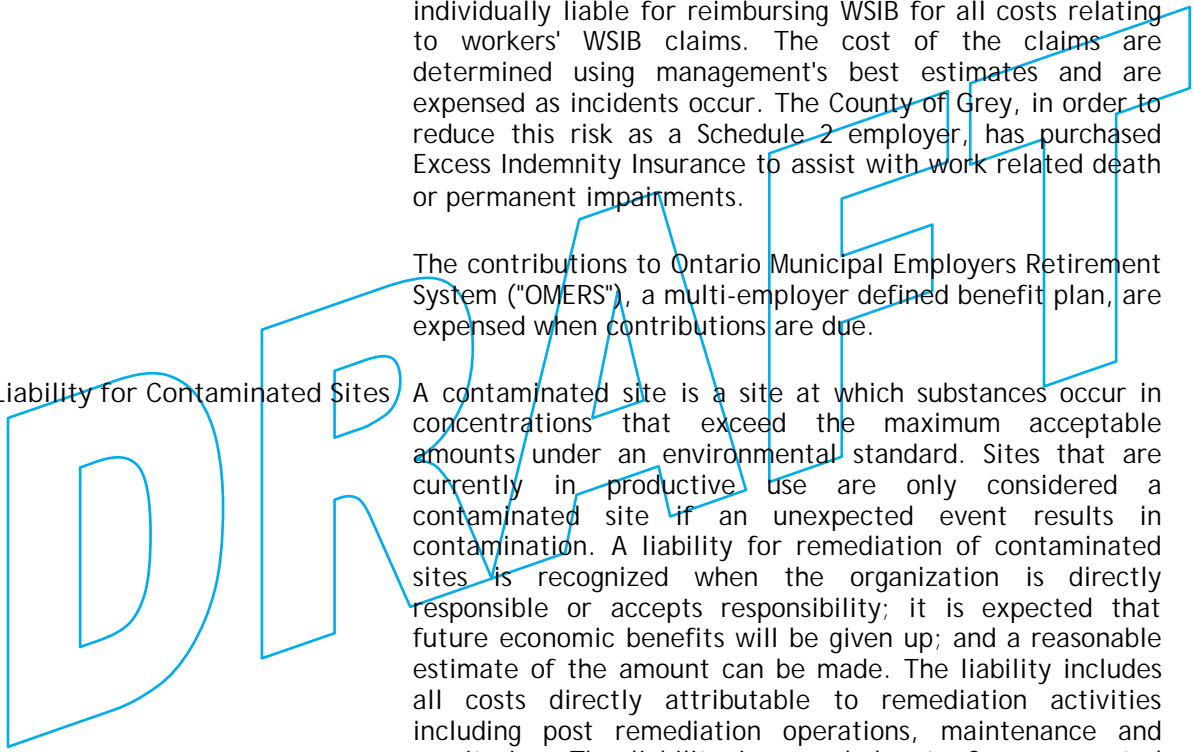 individually liable for reimbursing WSIB for all costs relating
to workers' WSIB claims. The cost of the claims are
determined using management's best estimates and are
expensed as incidents occur. The County of Grey, in order to
reduce this risk as a Schedule 2 employer, has purchased
Excess Indemnity Insurance to assist with work related death
or permanent impairments.
The contributions to Ontario Municipal Employers Retirement
System ("OMERS"), a multi-employer defined benefit plan, are
expensed when contributions are due.
Liability for Contaminated Sites A contaminated site is a site at which substances occur in
concentrations that exceed the maximum acceptable
amounts under an environmental standard. Sites that are
currently in productive use are only considered a
contaminated site if an unexpected event results in
contamination. A liability for remediation of contaminated
sites is recognized when the organization is directly
responsible or accepts responsibility; it is expected that
future economic benefits will be given up; and a reasonable
estimate of the amount can be made. The liability includes
all costs directly attributable to remediation activities
including post remediation operations, maintenance and
DRAFT